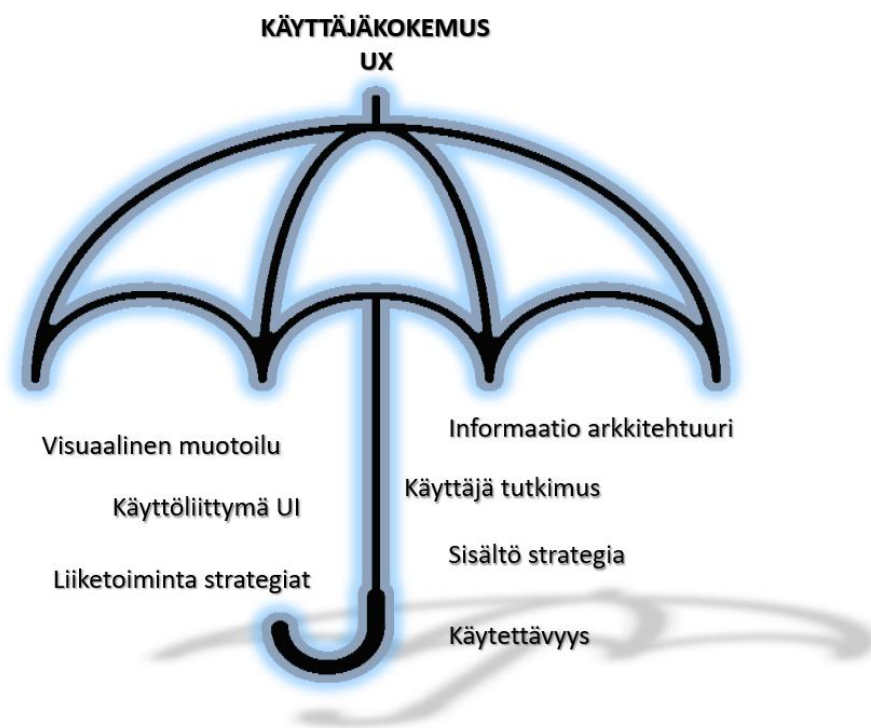 KÄYTTÄJÄKOKEMUS
UX
Visuaalinen muotoilu
Käyttöliittymä UI
Liiketoiminta strategiat
Informaatio arkkitehtuuri
Käyttäjä tutkimus
Sisältö strategia
Käytettävyys